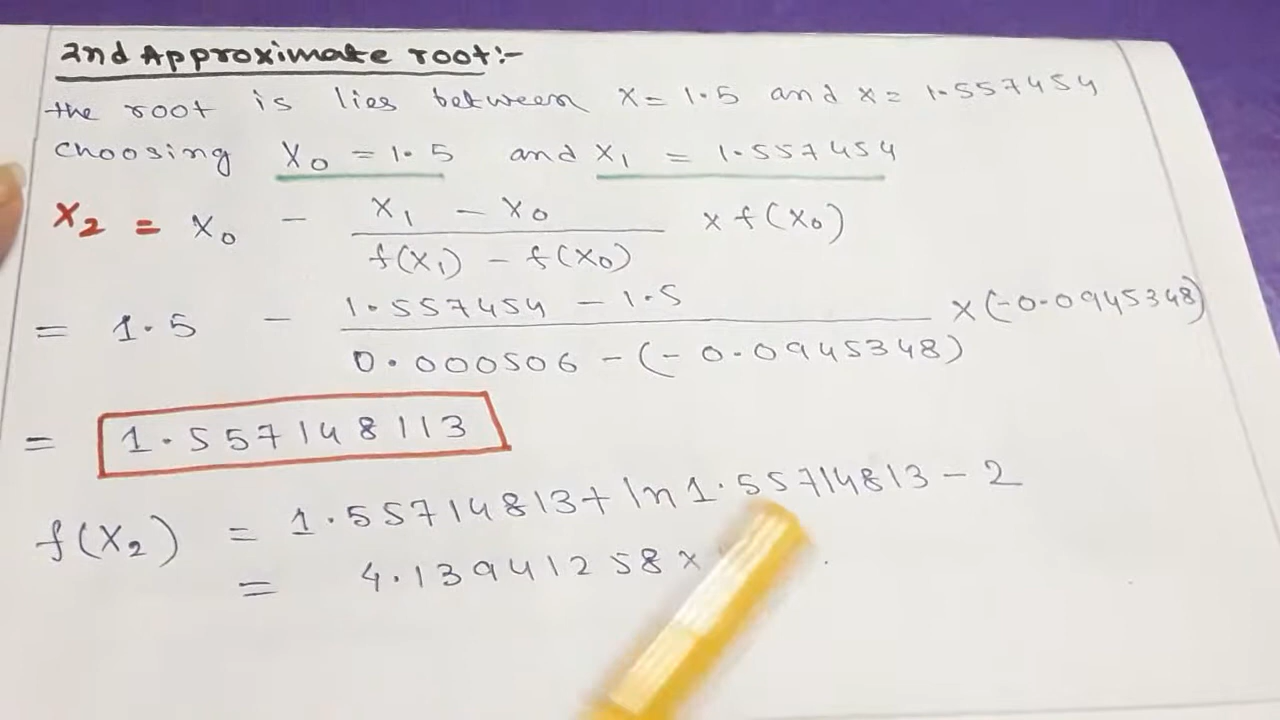 2nd Approximate root:-
the root is lies between x = 1.5 and x = 1.557454
choosing x₀ = 1.5 and x₁ = 1.557454
x₂ = x₀ - (x₁ - x₀) / (f(x₁) - f(x₀)) × f(x₀)
= 1.5 - (1.557454 - 1.5) / (0.000506 - (-0.0945348)) × (-0.0945348)
= 1.557148113
f(x₂) = 1.55714813 + ln 1.55714813 - 2
= 4.13941258 ×